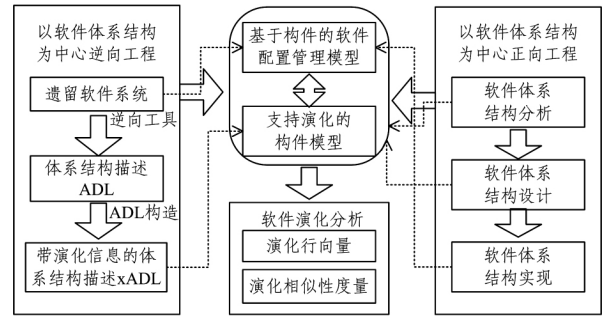 以软件体系结构
为中心逆向工程
遗留软件系统
逆向工具
体系结构描述
ADL
ADL构造
带演化信息的体
系结构描述xADL
基于构件的软件
配置管理模型
支持演化的
构件模型
软件演化分析
演化行向量
演化相似性度量
以软件体系结构
为中心正向工程
软件体系
结构分析
软件体系
结构设计
软件体系
结构实现